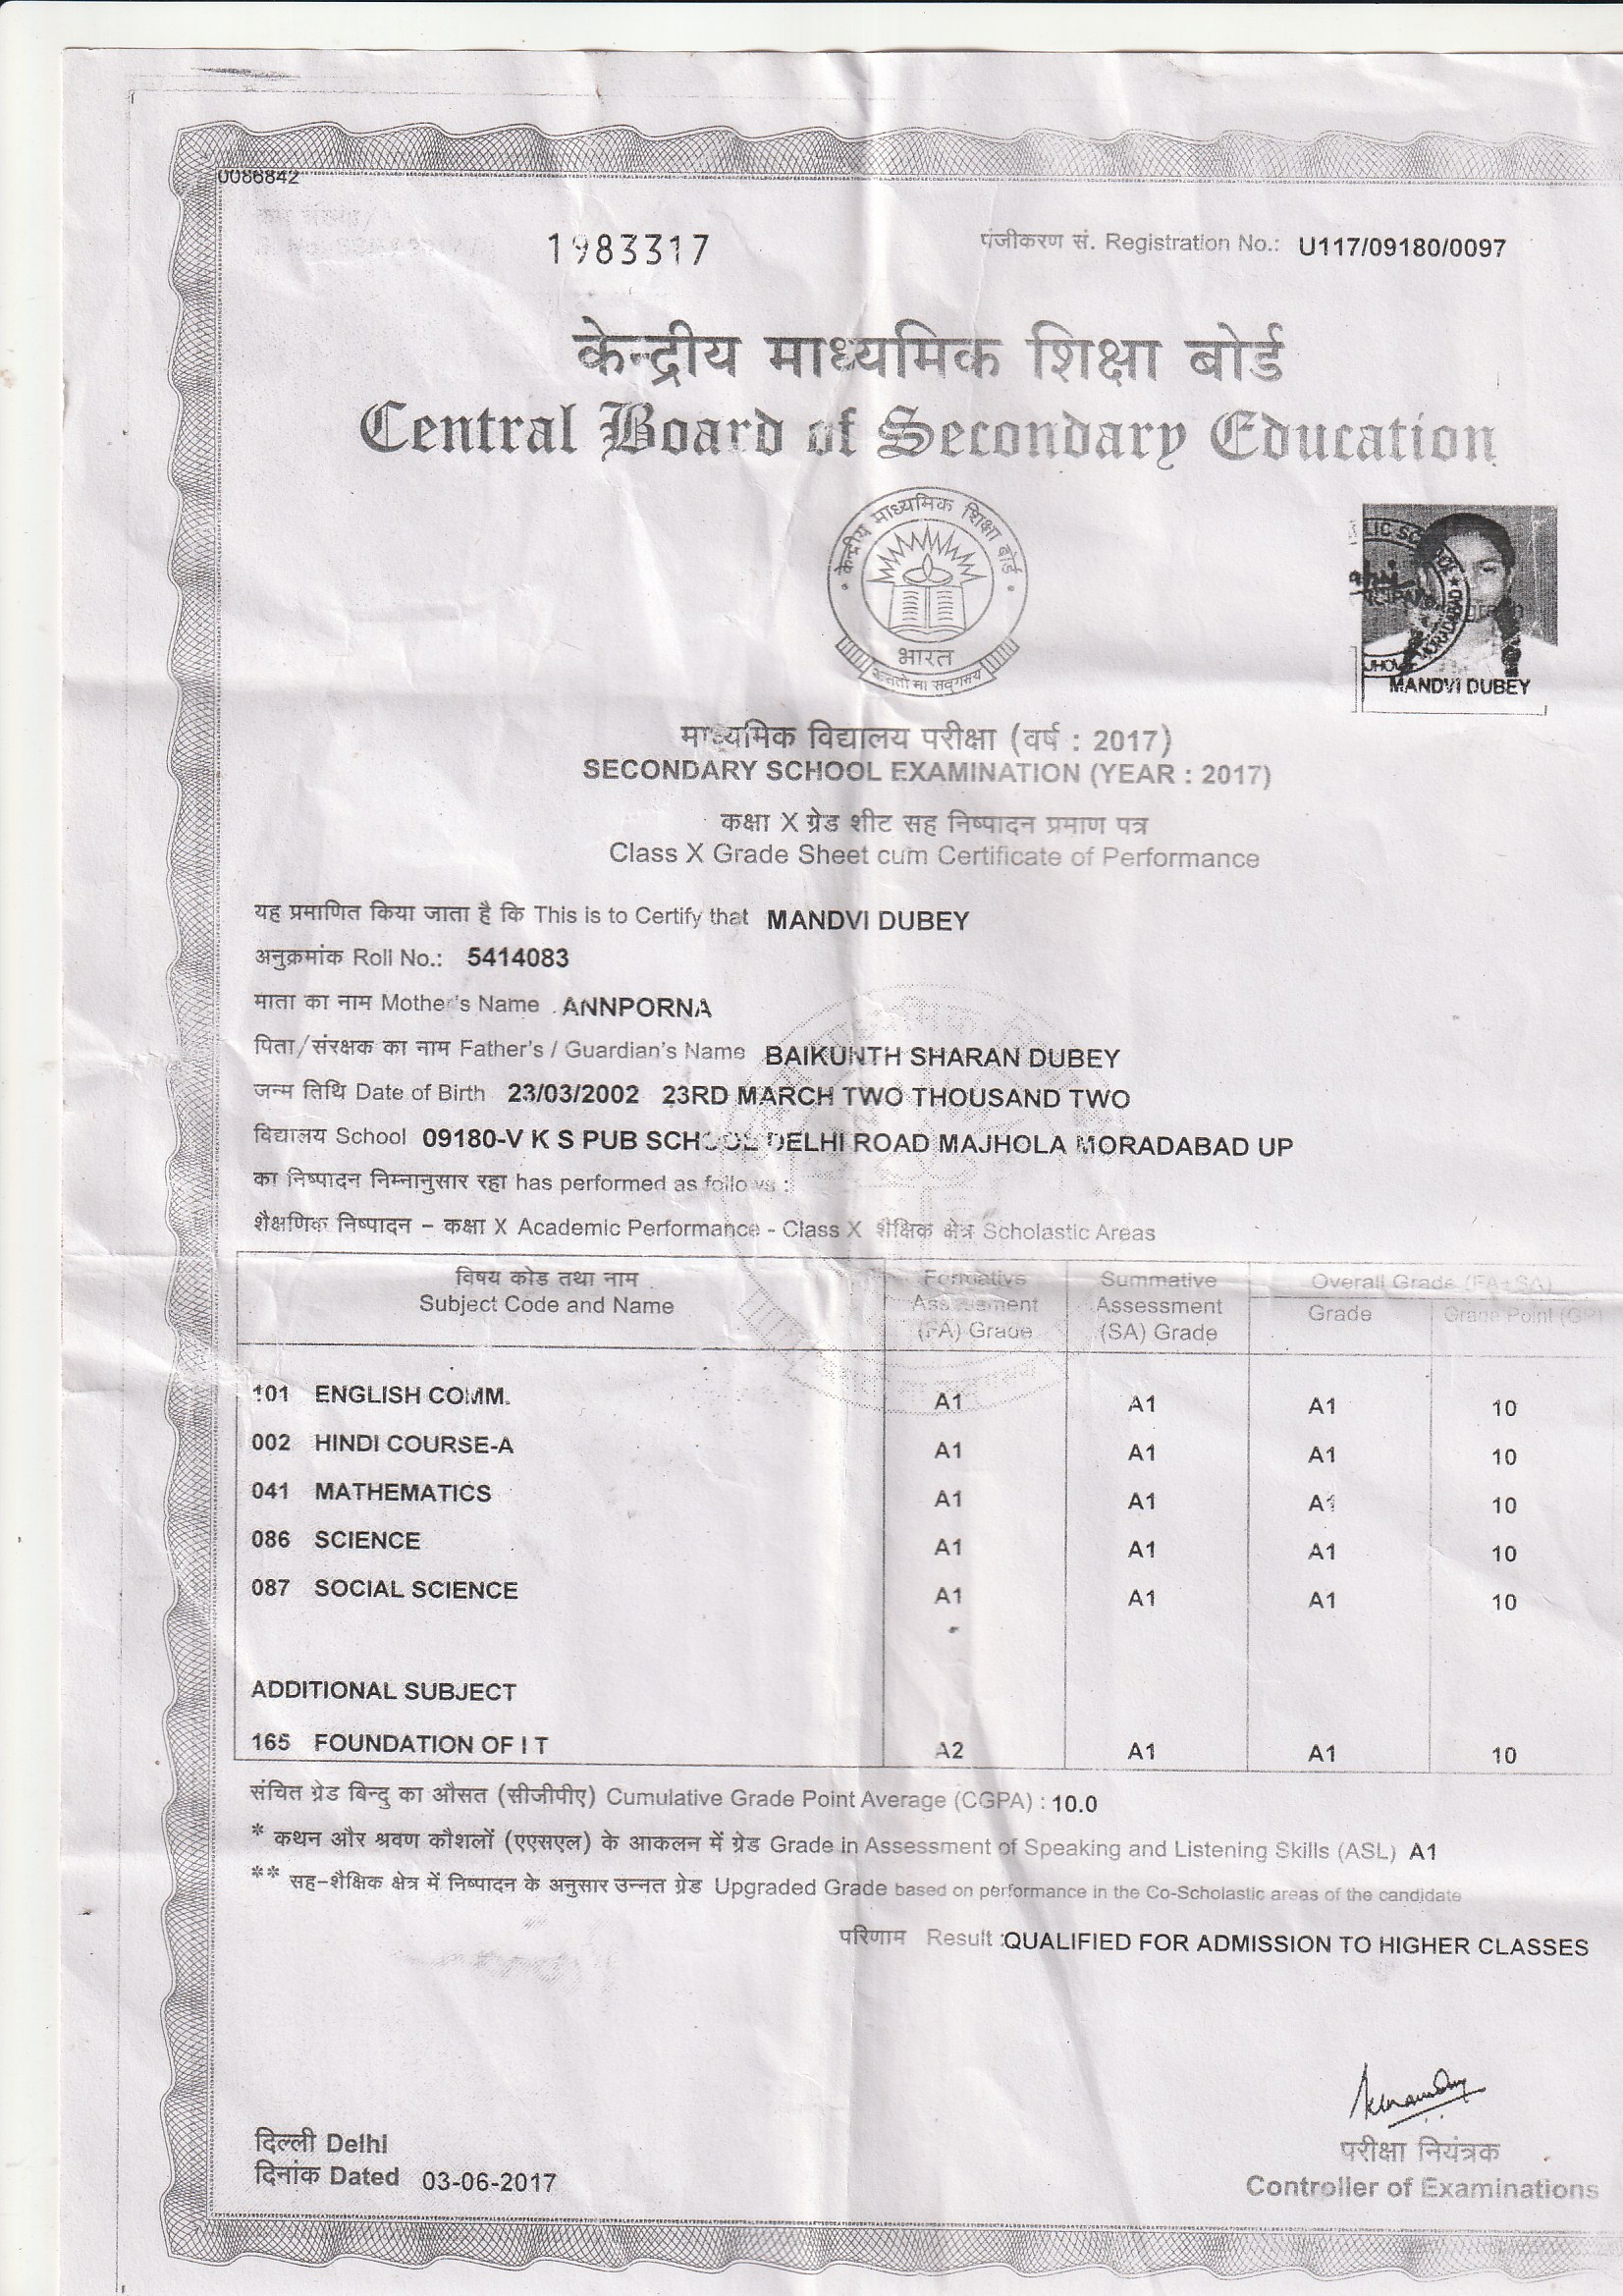 0086842
1983317 पंजीकरण सं. Registration No.: U117/09180/0097
केन्द्रीय माध्यमिक शिक्षा बोर्ड
Central Board of Secondary Education
केन्द्रीय माध्यमिक शिक्षा बोर्ड
भारत
MORADABAD
MANDVI DUBEY
माध्यमिक विद्यालय परीक्षा (वर्ष : 2017)
SECONDARY SCHOOL EXAMINATION (YEAR : 2017)
कक्षा X ग्रेड शीट सह निष्पादन प्रमाण पत्र
Class X Grade Sheet cum Certificate of Performance
यह प्रमाणित किया जाता है कि This is to Certify that MANDVI DUBEY
अनुक्रमांक Roll No.: 5414083
माता का नाम Mother's Name ANNPORNA
पिता/संरक्षक का नाम Father's / Guardian's Name BAIKUNTH SHARAN DUBEY
जन्म तिथि Date of Birth 23/03/2002 23RD MARCH TWO THOUSAND TWO
विद्यालय School 09180-V K S PUB SCHOOL DELHI ROAD MAJHOLA MORADABAD UP
का निष्पादन निम्नानुसार रहा has performed as follows :
शैक्षणिक निष्पादन – कक्षा X Academic Performance - Class X शैक्षिक क्षेत्र Scholastic Areas
विषय कोड तथा नाम
Subject Code and Name
Formative
Assessment
(FA) Grade
Summative
Assessment
(SA) Grade
Overall Grade (FA+SA)
Grade Grade Point (GP)
101 ENGLISH COMM. A1 A1 A1 10
002 HINDI COURSE-A A1 A1 A1 10
041 MATHEMATICS A1 A1 A1 10
086 SCIENCE A1 A1 A1 10
087 SOCIAL SCIENCE A1 A1 A1 10
ADDITIONAL SUBJECT
165 FOUNDATION OF I T A2 A1 A1 10
संचित ग्रेड बिन्दु का औसत (सीजीपीए) Cumulative Grade Point Average (CGPA) : 10.0
* कथन और श्रवण कौशलों (एएसएल) के आकलन में ग्रेड Grade in Assessment of Speaking and Listening Skills (ASL) A1
** सह-शैक्षिक क्षेत्र में निष्पादन के अनुसार उन्नत ग्रेड Upgraded Grade based on performance in the Co-Scholastic areas of the candidate
परिणाम Result :QUALIFIED FOR ADMISSION TO HIGHER CLASSES
दिल्ली Delhi
दिनांक Dated 03-06-2017
परीक्षा नियंत्रक
Controller of Examinations